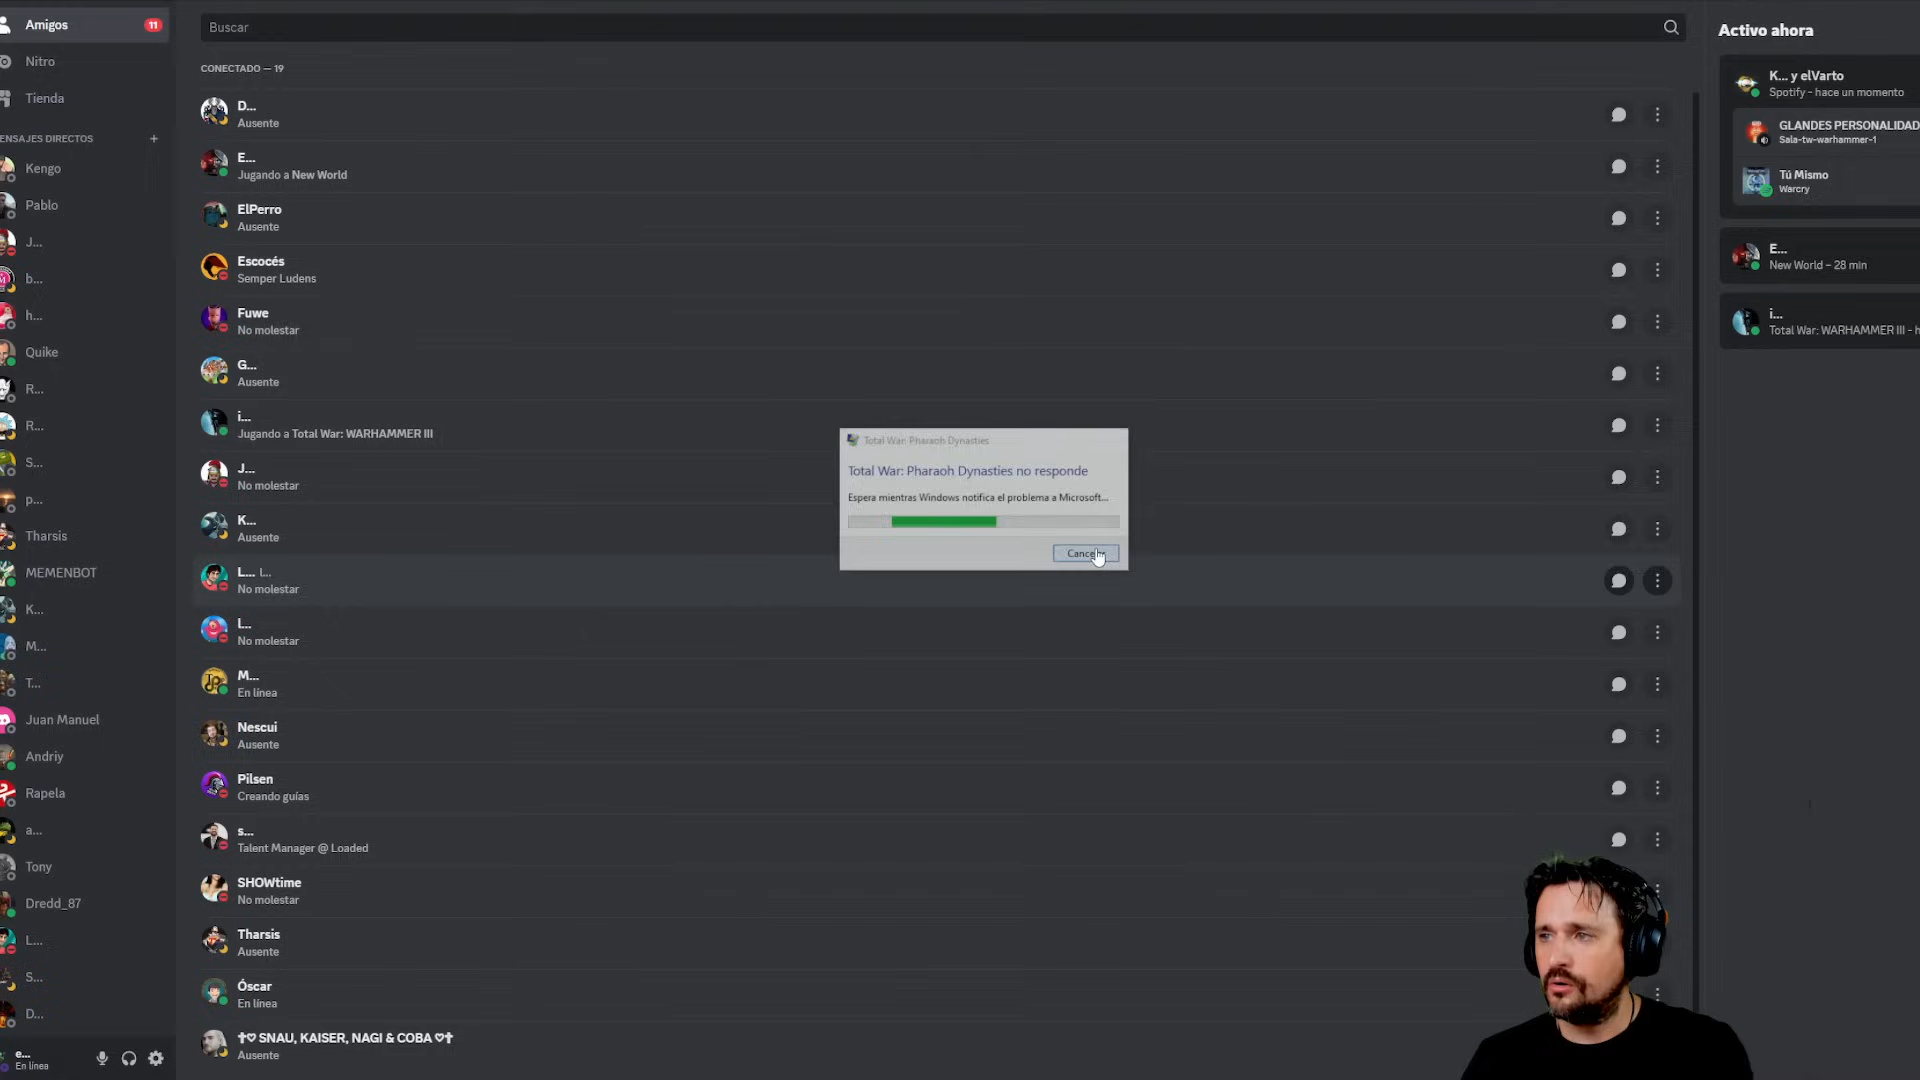 Amigos
11
Nitro
Tienda
ENSAJES DIRECTOS
+
Kengo
Pablo
J...
b...
h...
Quike
R...
R...
S...
p...
Tharsis
MEMENBOT
K...
M...
T...
Juan Manuel
Andriy
Rapela
a...
Tony
Dredd_87
L...
S...
D...
e...
En línea
Buscar
CONECTADO — 19
D...
Ausente
E...
Jugando a New World
ElPerro
Ausente
Escocés
Semper Ludens
Fuwe
No molestar
G...
Ausente
i...
Jugando a Total War: WARHAMMER III
J...
No molestar
K...
Ausente
L... l...
No molestar
L...
No molestar
M...
En línea
Nescui
Ausente
Pilsen
Creando guías
s...
Talent Manager @ Loaded
SHOWtime
No molestar
Tharsis
Ausente
Óscar
En línea
✝♡ SNAU, KAISER, NAGI & COBA ♡✝
Ausente
Total War: Pharaoh Dynasties
Total War: Pharaoh Dynasties no responde
Espera mientras Windows notifica el problema a Microsoft...
Activo ahora
K... y elVarto
Spotify – hace un momento
GLANDES PERSONALIDAD
Sala-tw-warhammer-1
Tú Mismo
Warcry
E...
New World – 28 min
i...
Total War: WARHAMMER III - h